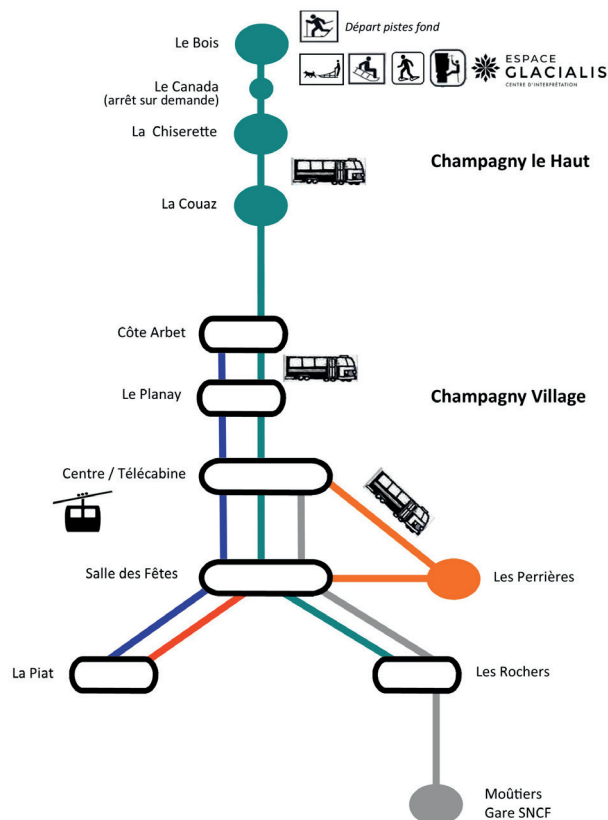 Le Bois
Départ pistes fond
ESPACE
GLACIALIS
CENTRE D'INTERPRÉTATION
Le Canada
(arrêt sur demande)
La Chiserette
Champagny le Haut
La Couaz
Côte Arbet
Le Planay
Champagny Village
Centre / Télécabine
Salle des Fêtes
Les Perrières
La Piat
Les Rochers
Moûtiers
Gare SNCF